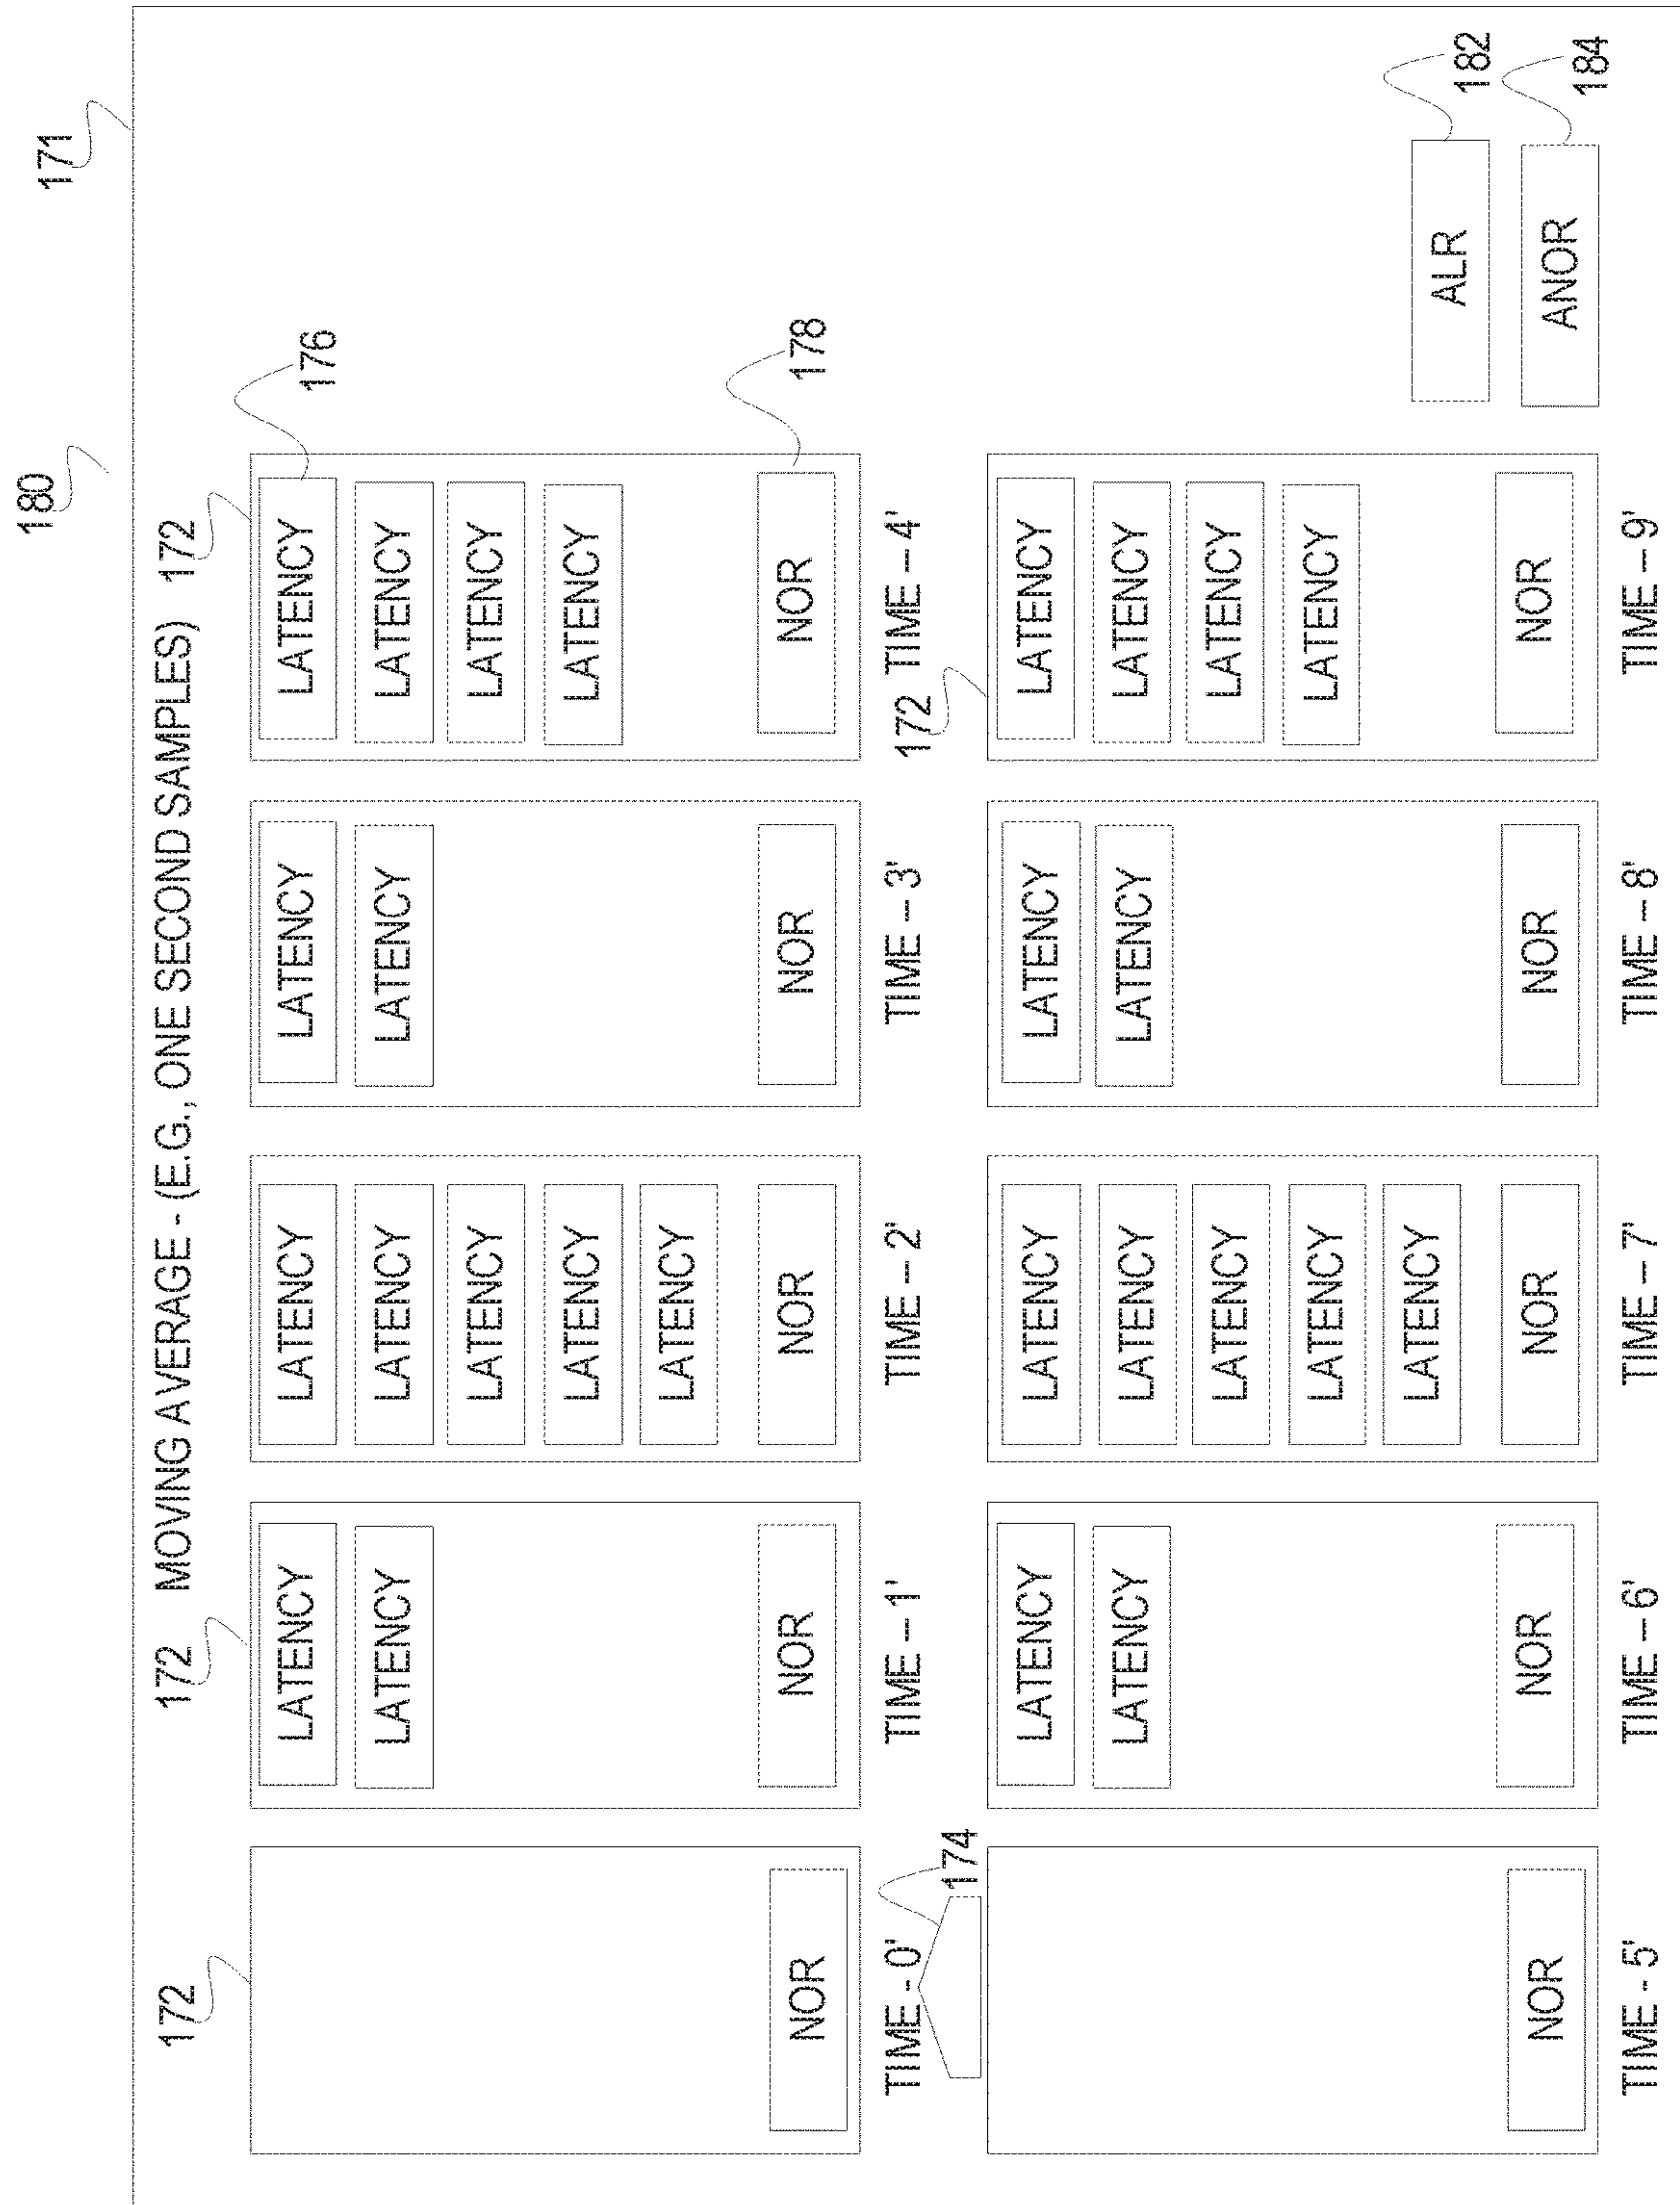 180 171
172 172 MOVING AVERAGE - (E.G., ONE SECOND SAMPLES) 172
LATENCY LATENCY LATENCY LATENCY 176
LATENCY LATENCY LATENCY LATENCY
LATENCY LATENCY
LATENCY LATENCY
LATENCY
NOR NOR NOR NOR NOR 178
TIME - 0' TIME -- 1' TIME -- 2' TIME -- 3' TIME -- 4'
174 172
LATENCY LATENCY LATENCY LATENCY
LATENCY LATENCY LATENCY LATENCY
LATENCY LATENCY
LATENCY LATENCY
LATENCY ALR 182
NOR NOR NOR NOR NOR ANOR 184
TIME - 5' TIME -- 6' TIME -- 7' TIME -- 8' TIME -- 9'